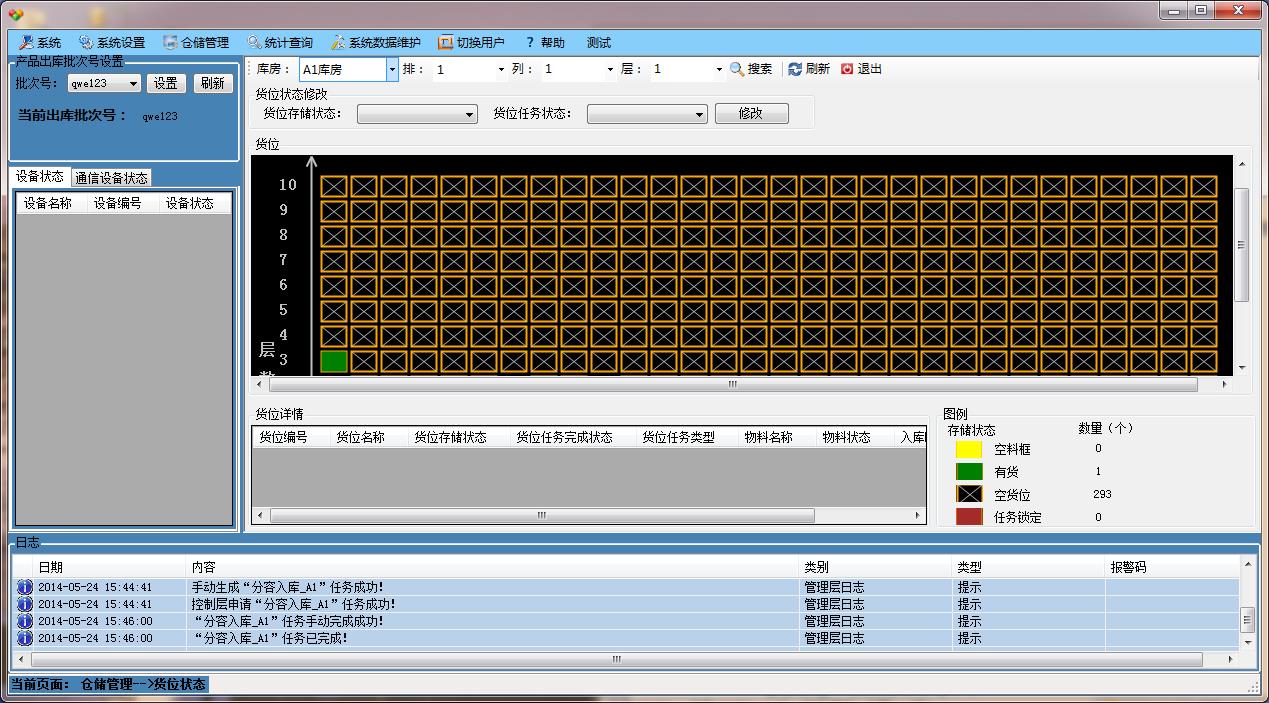 系统 系统设置 仓储管理 统计查询 系统数据维护 切换用户 ? 帮助 测试
产品出库批次号设置
批次号： qwe123 设置 刷新
当前出库批次号： qwe123
设备状态 通信设备状态
设备名称 设备编号 设备状态
库房： A1库房 排： 1 列： 1 层： 1 搜索 刷新 退出
货位状态修改
货位存储状态： 货位任务状态： 修改
货位
10
9
8
7
6
5
4
层 3
货位详情
货位编号 货位名称 货位存储状态 货位任务完成状态 货位任务类型 物料名称 物料状态 入库
图例
存储状态 数量（个）
空料框 0
有货 1
空货位 293
任务锁定 0
日志
日期 内容 类别 类型 报警码
2014-05-24 15:44:41 手动生成“分容入库_A1”任务成功! 管理层日志 提示
2014-05-24 15:44:41 控制层申请“分容入库_A1”任务成功! 管理层日志 提示
2014-05-24 15:46:00 “分容入库_A1”任务手动完成成功! 管理层日志 提示
2014-05-24 15:46:00 “分容入库_A1”任务已完成! 管理层日志 提示
当前页面： 仓储管理-->货位状态